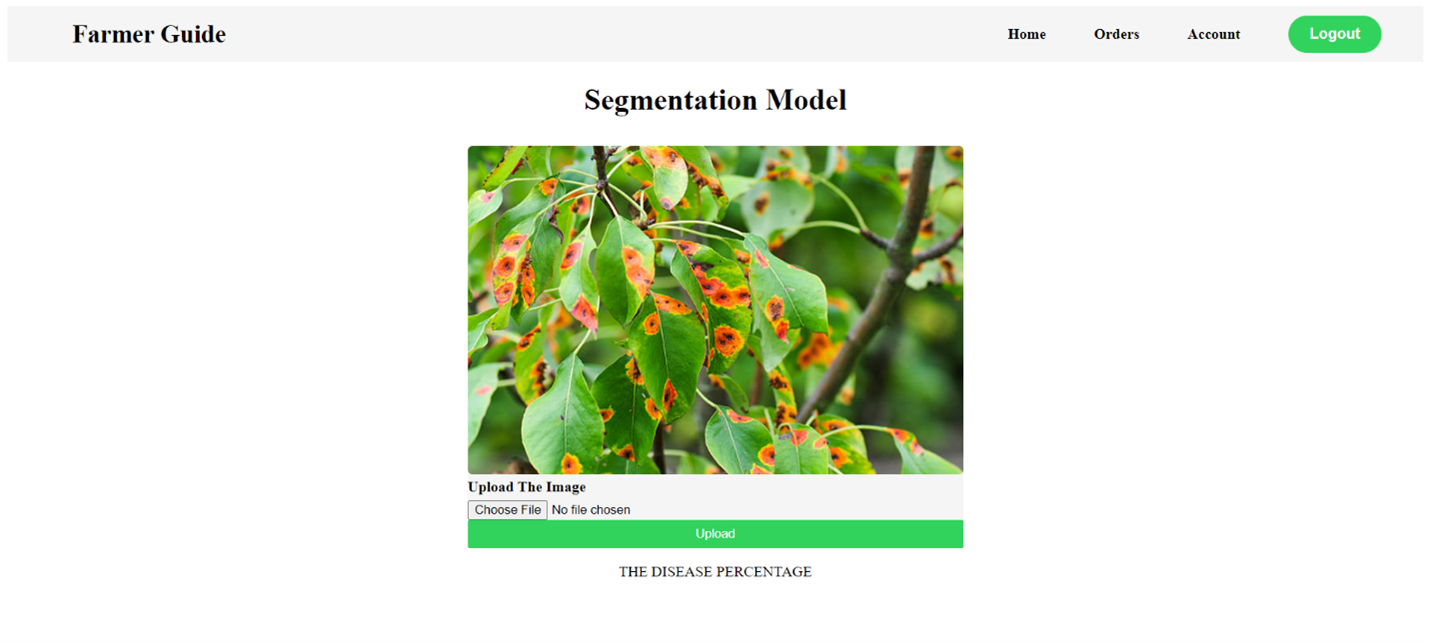 Farmer Guide Home Orders Account Logout
Segmentation Model
Upload The Image
Choose File No file chosen
Upload
THE DISEASE PERCENTAGE